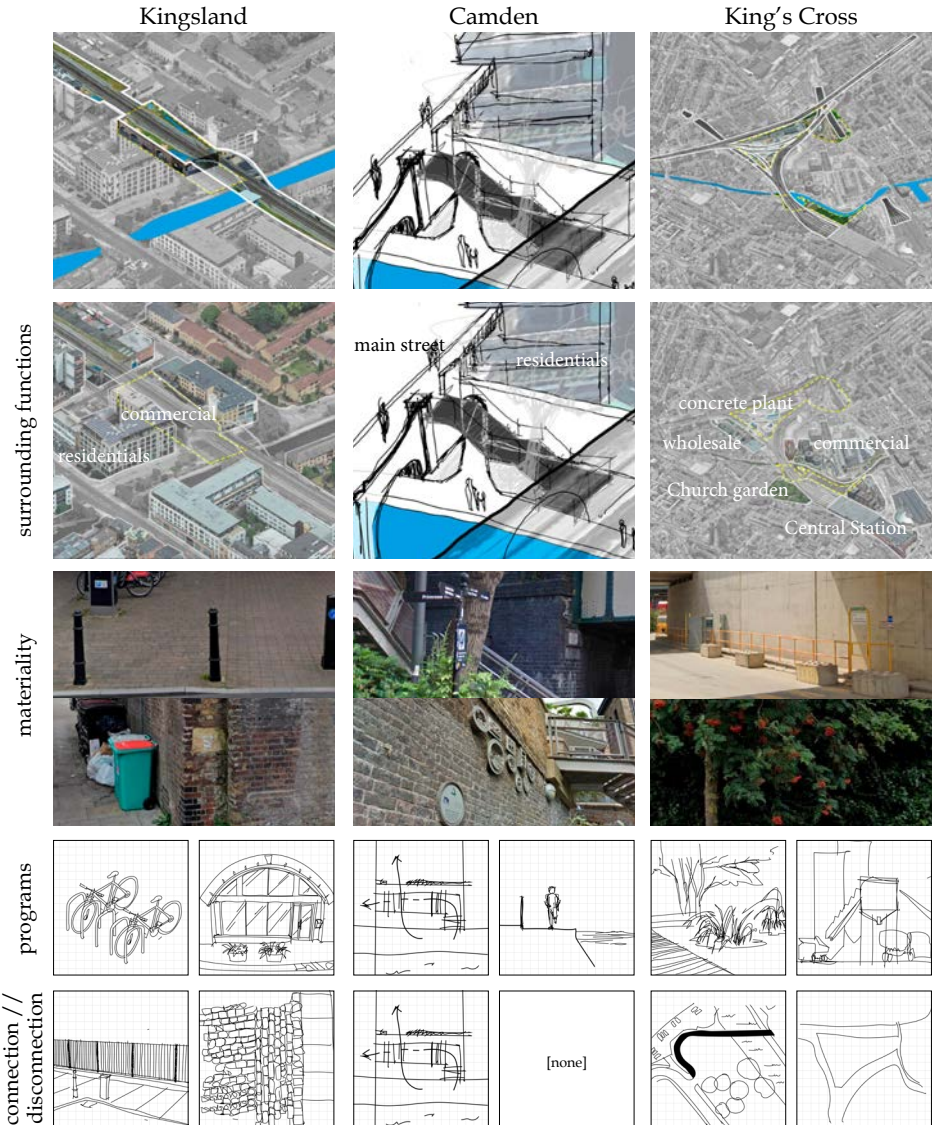 Kingsland
Camden
King's Cross
surrounding functions
commercial
residentials
main street
residentials
concrete plant
wholesale
commercial
Church garden
Central Station
materiality
programs
connection //
disconnection
[none]